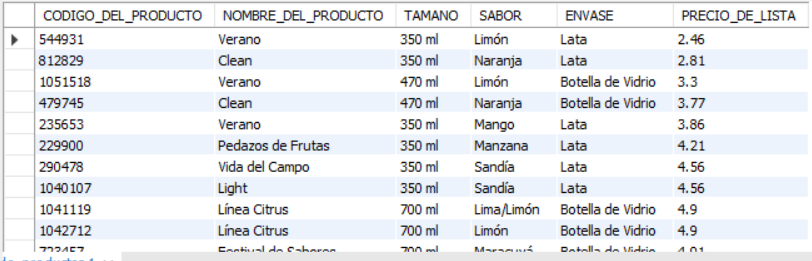 CODIGO_DEL_PRODUCTO NOMBRE_DEL_PRODUCTO TAMANO SABOR ENVASE PRECIO_DE_LISTA
544931 Verano 350 ml Limón Lata 2.46
812829 Clean 350 ml Naranja Lata 2.81
1051518 Verano 470 ml Limón Botella de Vidrio 3.3
479745 Clean 470 ml Naranja Botella de Vidrio 3.77
235653 Verano 350 ml Mango Lata 3.86
229900 Pedazos de Frutas 350 ml Manzana Lata 4.21
290478 Vida del Campo 350 ml Sandía Lata 4.56
1040107 Light 350 ml Sandía Lata 4.56
1041119 Línea Citrus 700 ml Lima/Limón Botella de Vidrio 4.9
1042712 Línea Citrus 700 ml Limón Botella de Vidrio 4.9
723457 Festival de Sabores 700 ml Maracuyá Botella de Vidrio 4.91